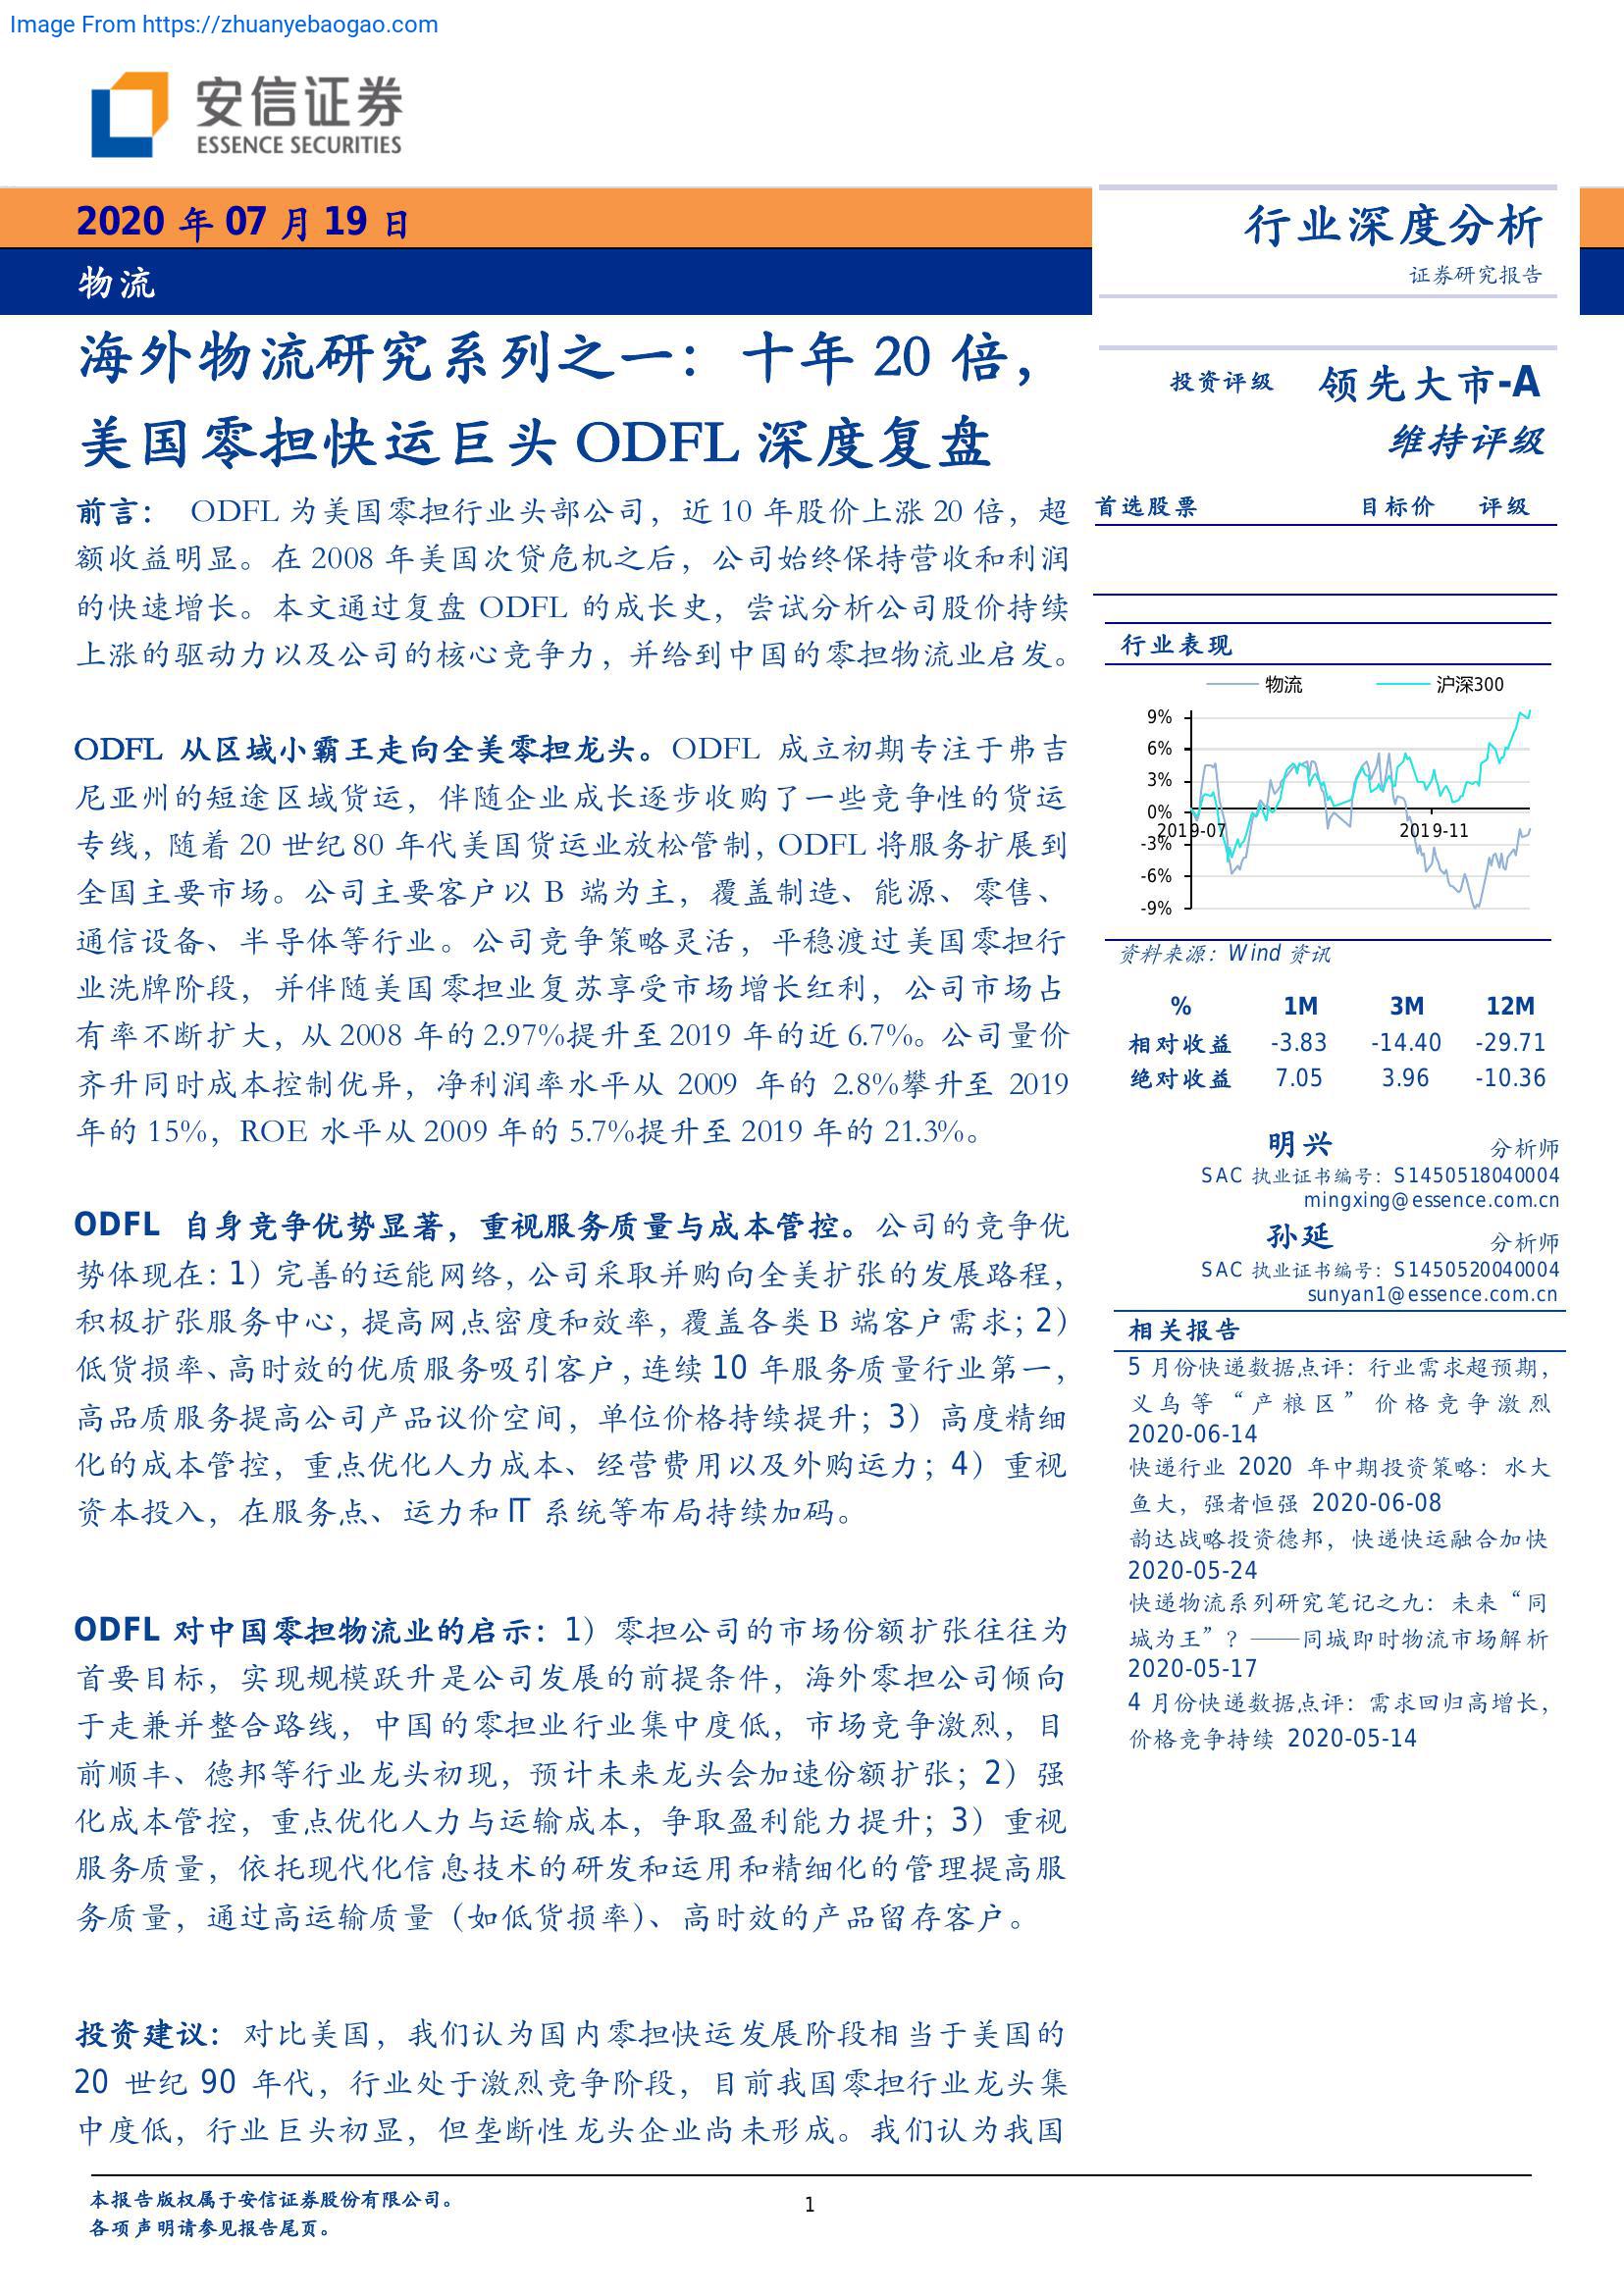 Image From https://zhuanyebaogao.com
安信证券
ESSENCE SECURITIES
2020 年 07 月 19 日
物流
行业深度分析
证券研究报告
海外物流研究系列之一：十年 20 倍，
美国零担快运巨头 ODFL 深度复盘
前言： ODFL 为美国零担行业头部公司，近 10 年股价上涨 20 倍，超
额收益明显。在 2008 年美国次贷危机之后，公司始终保持营收和利润
的快速增长。本文通过复盘 ODFL 的成长史，尝试分析公司股价持续
上涨的驱动力以及公司的核心竞争力，并给到中国的零担物流业启发。
ODFL 从区域小霸王走向全美零担龙头。ODFL 成立初期专注于弗吉
尼亚州的短途区域货运，伴随企业成长逐步收购了一些竞争性的货运
专线，随着 20 世纪 80 年代美国货运业放松管制，ODFL 将服务扩展到
全国主要市场。公司主要客户以 B 端为主，覆盖制造、能源、零售、
通信设备、半导体等行业。公司竞争策略灵活，平稳渡过美国零担行
业洗牌阶段，并伴随美国零担业复苏享受市场增长红利，公司市场占
有率不断扩大，从 2008 年的 2.97%提升至 2019 年的近 6.7%。公司量价
齐升同时成本控制优异，净利润率水平从 2009 年的 2.8%攀升至 2019
年的 15%，ROE 水平从 2009 年的 5.7%提升至 2019 年的 21.3%。
ODFL 自身竞争优势显著，重视服务质量与成本管控。公司的竞争优
势体现在：1）完善的运能网络，公司采取并购向全美扩张的发展路程，
积极扩张服务中心，提高网点密度和效率，覆盖各类 B 端客户需求；2）
低货损率、高时效的优质服务吸引客户，连续 10 年服务质量行业第一，
高品质服务提高公司产品议价空间，单位价格持续提升；3）高度精细
化的成本管控，重点优化人力成本、经营费用以及外购运力；4）重视
资本投入，在服务点、运力和 IT 系统等布局持续加码。
ODFL 对中国零担物流业的启示：1）零担公司的市场份额扩张往往为
首要目标，实现规模跃升是公司发展的前提条件，海外零担公司倾向
于走兼并整合路线，中国的零担业行业集中度低，市场竞争激烈，目
前顺丰、德邦等行业龙头初现，预计未来龙头会加速份额扩张；2）强
化成本管控，重点优化人力与运输成本，争取盈利能力提升；3）重视
服务质量，依托现代化信息技术的研发和运用和精细化的管理提高服
务质量，通过高运输质量（如低货损率）、高时效的产品留存客户。
投资建议：对比美国，我们认为国内零担快运发展阶段相当于美国的
20 世纪 90 年代，行业处于激烈竞争阶段，目前我国零担行业龙头集
中度低，行业巨头初显，但垄断性龙头企业尚未形成。我们认为我国
投资评级 领先大市-A
维持评级
首选股票 目标价 评级
行业表现
物流 沪深300
9%
6%
3%
0%
2019-07 2019-11
-3%
-6%
-9%
资料来源：Wind 资讯
% 1M 3M 12M
相对收益 -3.83 -14.40 -29.71
绝对收益 7.05 3.96 -10.36
明兴 分析师
SAC 执业证书编号：S1450518040004
mingxing@essence.com.cn
孙延 分析师
SAC 执业证书编号：S1450520040004
sunyan1@essence.com.cn
相关报告
5 月份快递数据点评：行业需求超预期，
义乌等“产粮区”价格竞争激烈
2020-06-14
快递行业 2020 年中期投资策略：水大
鱼大，强者恒强 2020-06-08
韵达战略投资德邦，快递快运融合加快
2020-05-24
快递物流系列研究笔记之九：未来“同
城为王”？——同城即时物流市场解析
2020-05-17
4 月份快递数据点评：需求回归高增长，
价格竞争持续 2020-05-14
本报告版权属于安信证券股份有限公司。
各项声明请参见报告尾页。
1